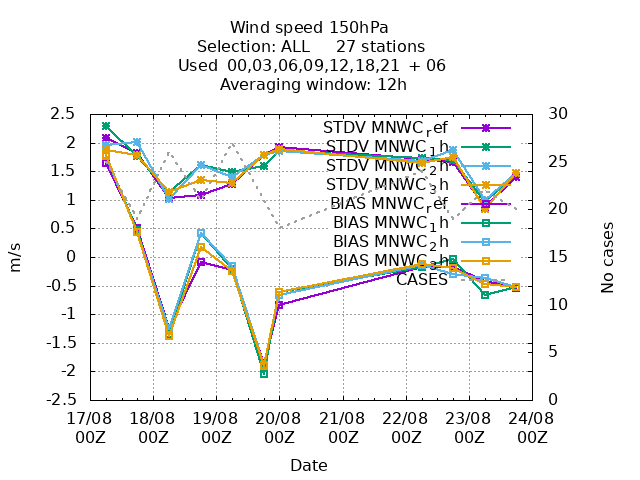 Wind speed 150hPa
Selection: ALL 27 stations
Used 00,03,06,09,12,18,21 + 06
Averaging window: 12h
2.5
2
1.5
1
0.5
0
-0.5
-1
-1.5
-2
-2.5
m/s
STDV MNWC_ref
STDV MNWC_1h
STDV MNWC_2h
STDV MNWC_3h
BIAS MNWC_ref
BIAS MNWC_1h
BIAS MNWC_2h
BIAS MNWC_3h
CASES
30
25
20
15
10
5
0
No cases
17/08 18/08 19/08 20/08 21/08 22/08 23/08 24/08
00Z 00Z 00Z 00Z 00Z 00Z 00Z 00Z
Date